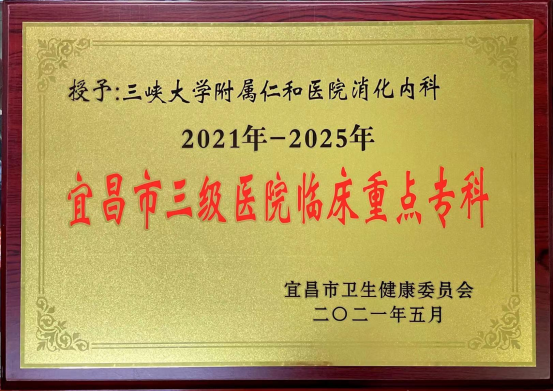 授予:三峡大学附属仁和医院消化内科
2021年-2025年
宜昌市三级医院临床重点专科
宜昌市卫生健康委员会
二〇二一年五月